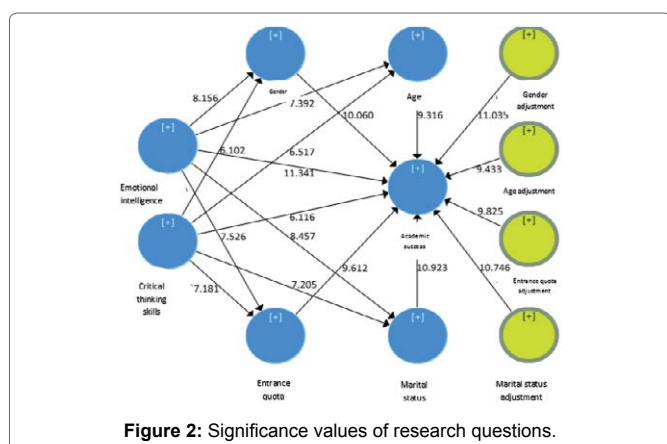 [+]
[+]
[+]
Gender
Age
Gender
adjustment
8.156
7.392
10.060
9.316
11.035
[+]
[+]
6.102
6.517
9.433
Emotional
intelligence
11.341
[+]
Age adjustment
[+]
6.116
9.825
[+]
7.526
8.457
Academic
success
Critical
thinking
skills
7.181
7.205
9.612
10.923
10.746
Entrance quota
adjustment
[+]
[+]
[+]
Entrance
quota
Marital
status
Marital status
adjustment
Figure 2: Significance values of research questions.